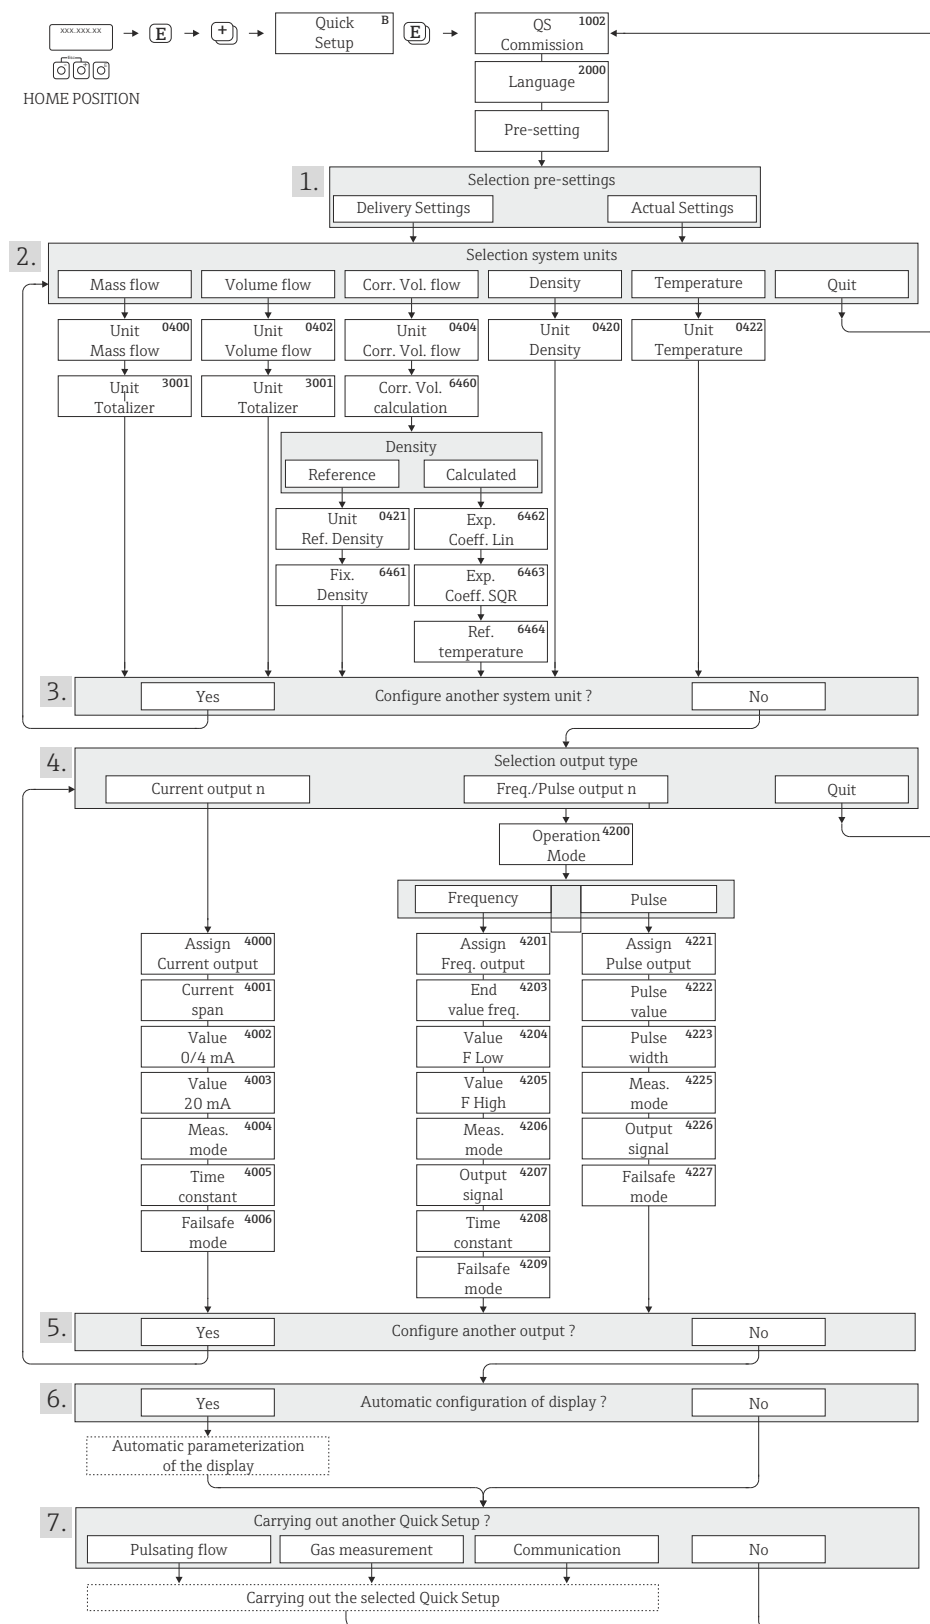 xxx.xxx.xx
E
+
Quick
Setup
B
E
QS
Commission
1002
Esc
-
+
E
HOME POSITION
Language
2000
Pre-setting
1.
Selection pre-settings
Delivery Settings
Actual Settings
2.
Selection system units
Mass flow
Volume flow
Corr. Vol. flow
Density
Temperature
Quit
Unit
Mass flow
0400
Unit
Volume flow
0402
Unit
Corr. Vol. flow
0404
Unit
Density
0420
Unit
Temperature
0422
Unit
Totalizer
3001
Unit
Totalizer
3001
Corr. Vol.
calculation
6460
Density
Reference
Calculated
Unit
Ref. Density
0421
Exp.
Coeff. Lin
6462
Fix.
Density
6461
Exp.
Coeff. SQR
6463
Ref.
temperature
6464
3.
Yes
Configure another system unit ?
No
4.
Selection output type
Current output n
Freq./Pulse output n
Quit
Operation
Mode
4200
Frequency
Pulse
Assign
Current output
4000
Current
span
4001
Value
0/4 mA
4002
Value
20 mA
4003
Meas.
mode
4004
Time
constant
4005
Failsafe
mode
4006
Assign
Freq. output
4201
End
value freq.
4203
Value
F Low
4204
Value
F High
4205
Meas.
mode
4206
Output
signal
4207
Time
constant
4208
Failsafe
mode
4209
Assign
Pulse output
4221
Pulse
value
4222
Pulse
width
4223
Meas.
mode
4225
Output
signal
4226
Failsafe
mode
4227
5.
Yes
Configure another output ?
No
6.
Yes
Automatic configuration of display ?
No
Automatic parameterization
of the display
7.
Carrying out another Quick Setup ?
Pulsating flow
Gas measurement
Communication
No
Carrying out the selected Quick Setup